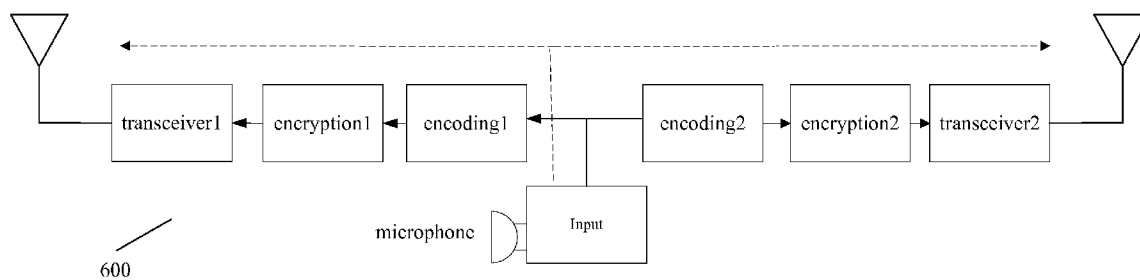 transceiver1
encryption1
encoding1
encoding2
encryption2
transceiver2
Input
microphone
600